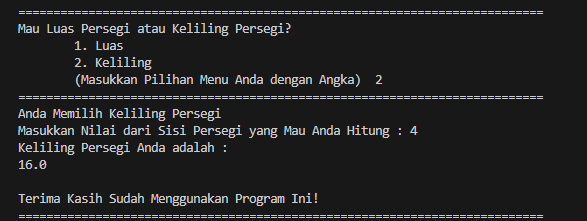 ===========================================================================
Mau Luas Persegi atau Keliling Persegi?
1. Luas
2. Keliling
(Masukkan Pilihan Menu Anda dengan Angka)  2
===========================================================================
Anda Memilih Keliling Persegi
Masukkan Nilai dari Sisi Persegi yang Mau Anda Hitung : 4
Keliling Persegi Anda adalah :
16.0
Terima Kasih Sudah Menggunakan Program Ini!
===========================================================================